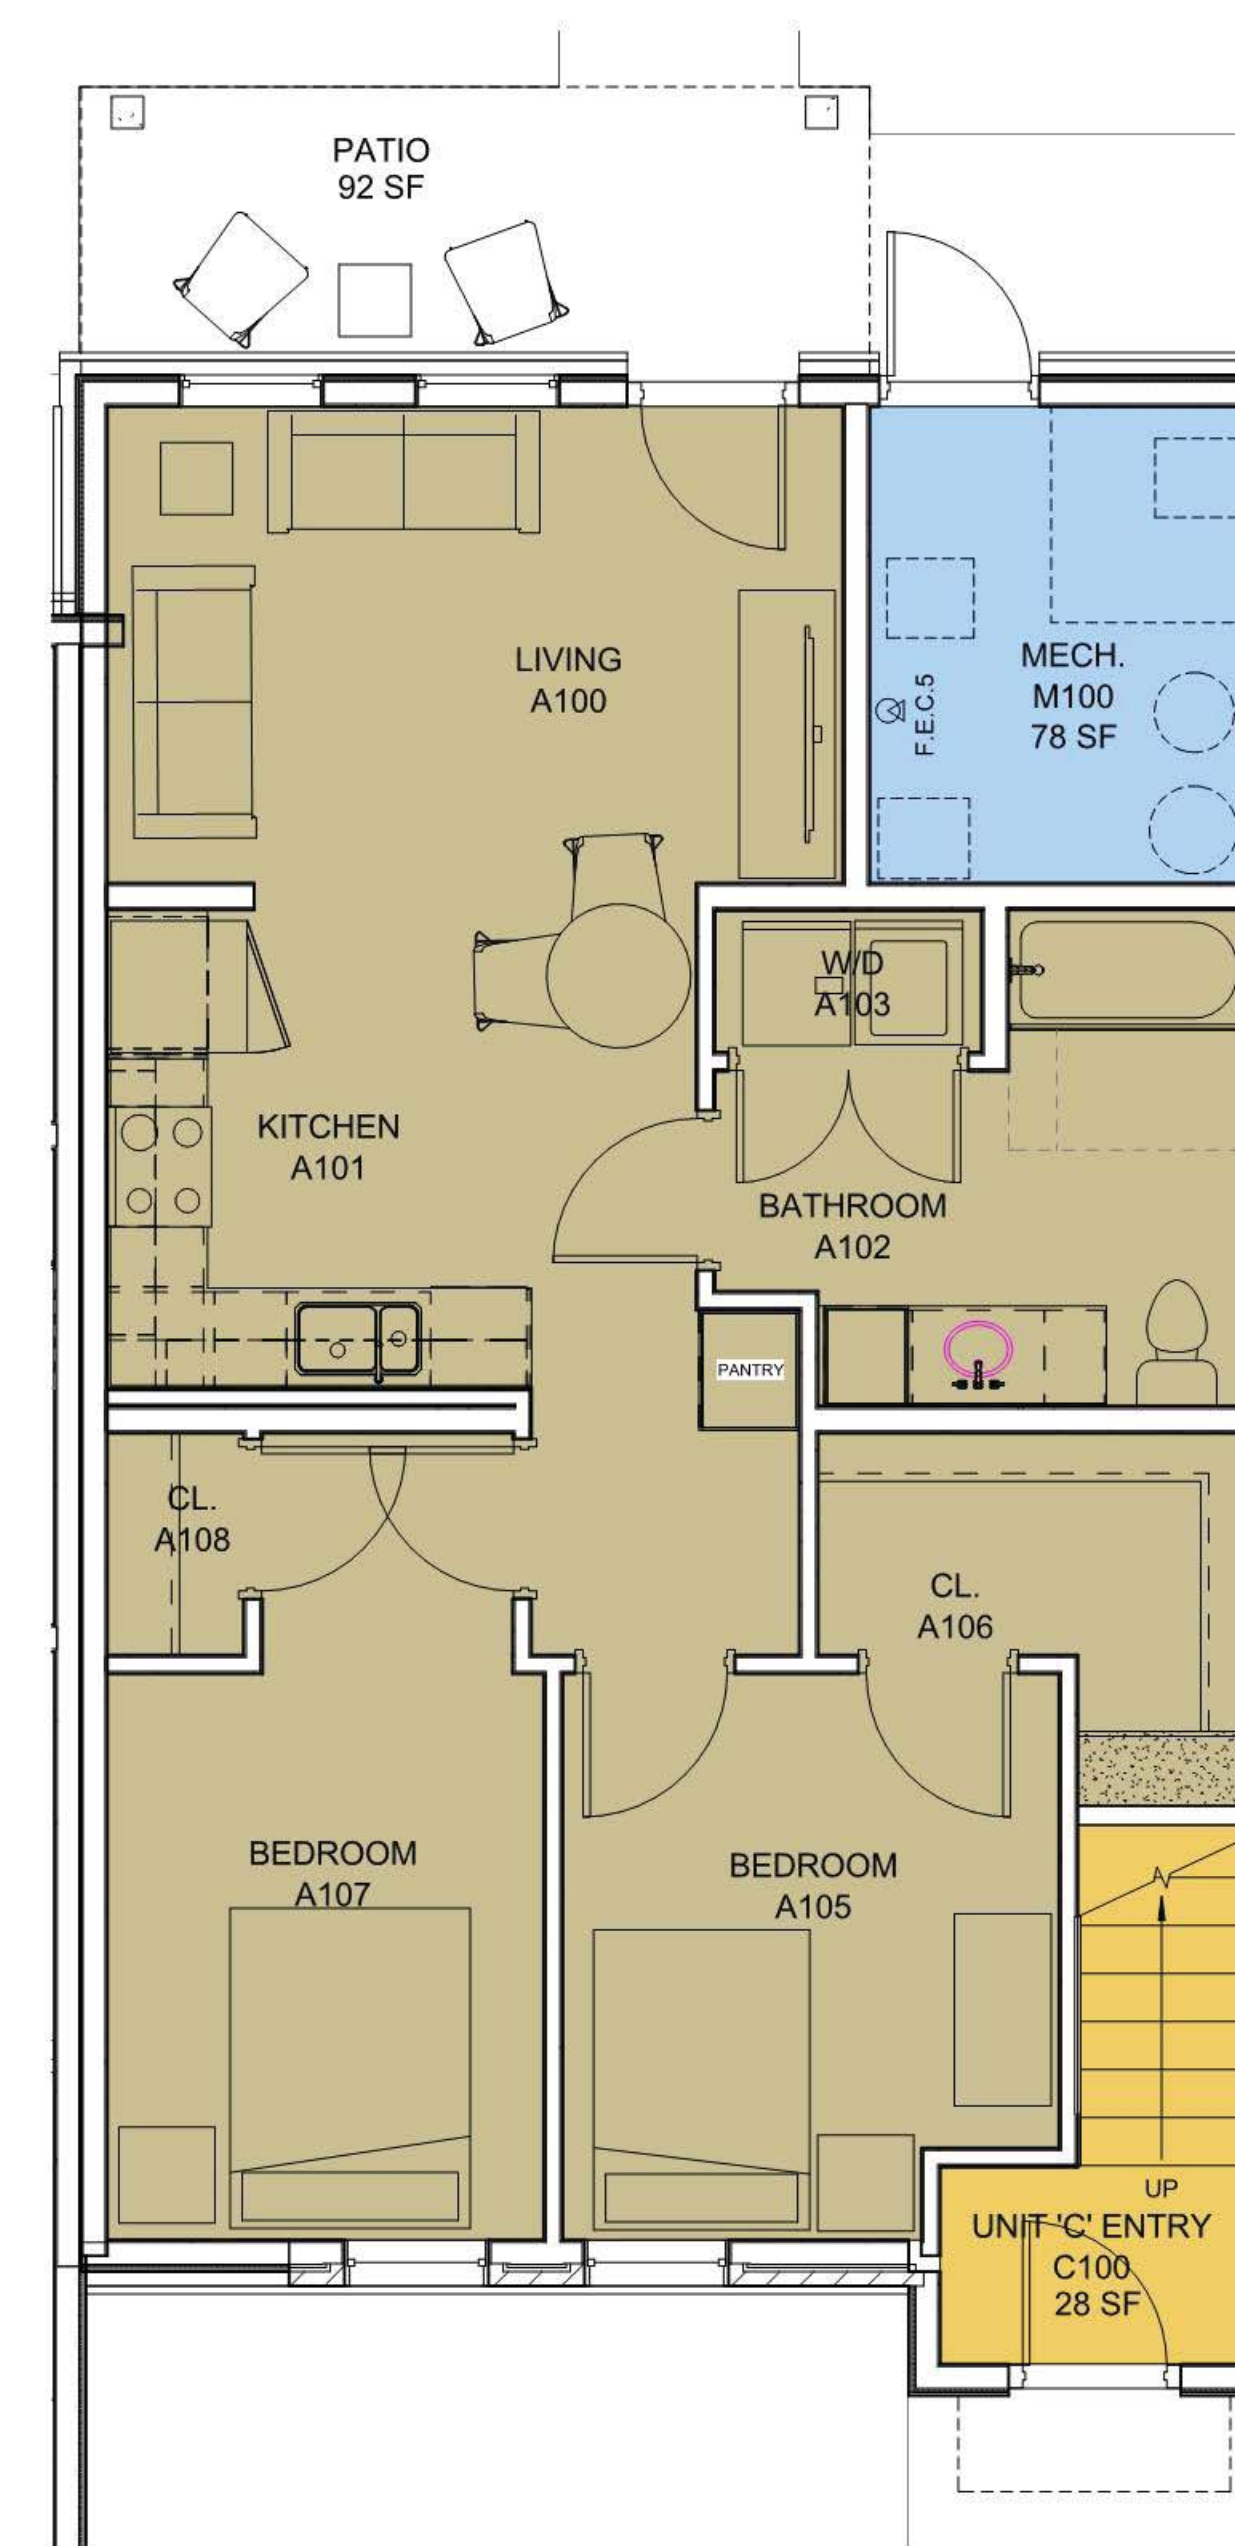 PATIO
92 SF
LIVING
A100
MECH.
M100
78 SF
F.E.C.5
W/D
A103
KITCHEN
A101
BATHROOM
A102
PANTRY
CL.
A108
CL.
A106
BEDROOM
A107
BEDROOM
A105
UP
UNIT 'C' ENTRY
C100
28 SF